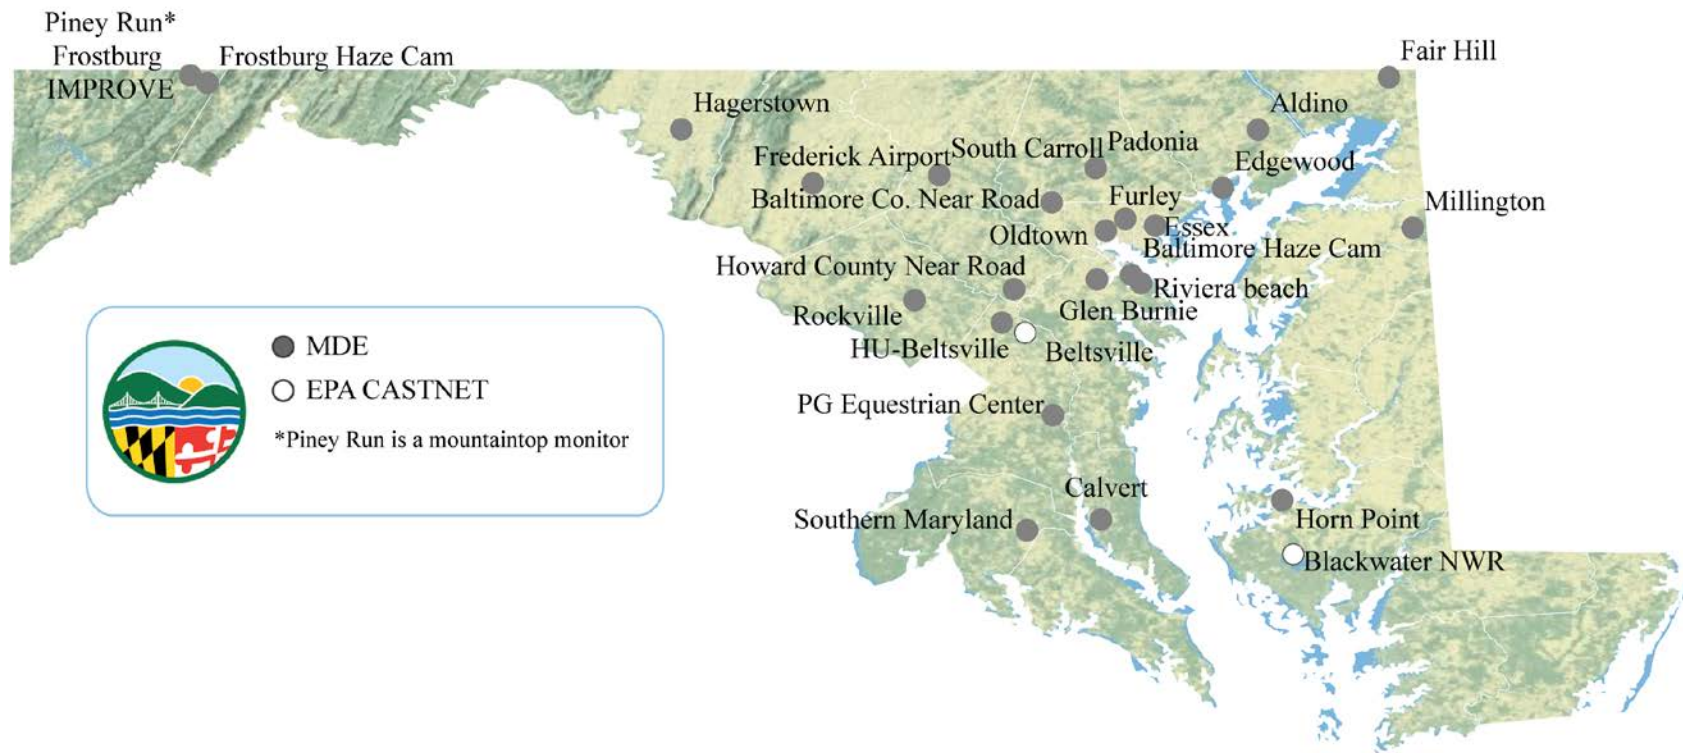 Piney Run*
Frostburg
IMPROVE
Frostburg Haze Cam
Fair Hill
Hagerstown
Aldino
Frederick Airport
South Carroll
Padonia
Edgewood
Baltimore Co. Near Road
Furley
Millington
Essex
Oldtown
Baltimore Haze Cam
Howard County Near Road
Riviera beach
Glen Burnie
Rockville
HU-Beltsville
Beltsville
MDE
EPA CASTNET
*Piney Run is a mountaintop monitor
PG Equestrian Center
Calvert
Southern Maryland
Horn Point
Blackwater NWR